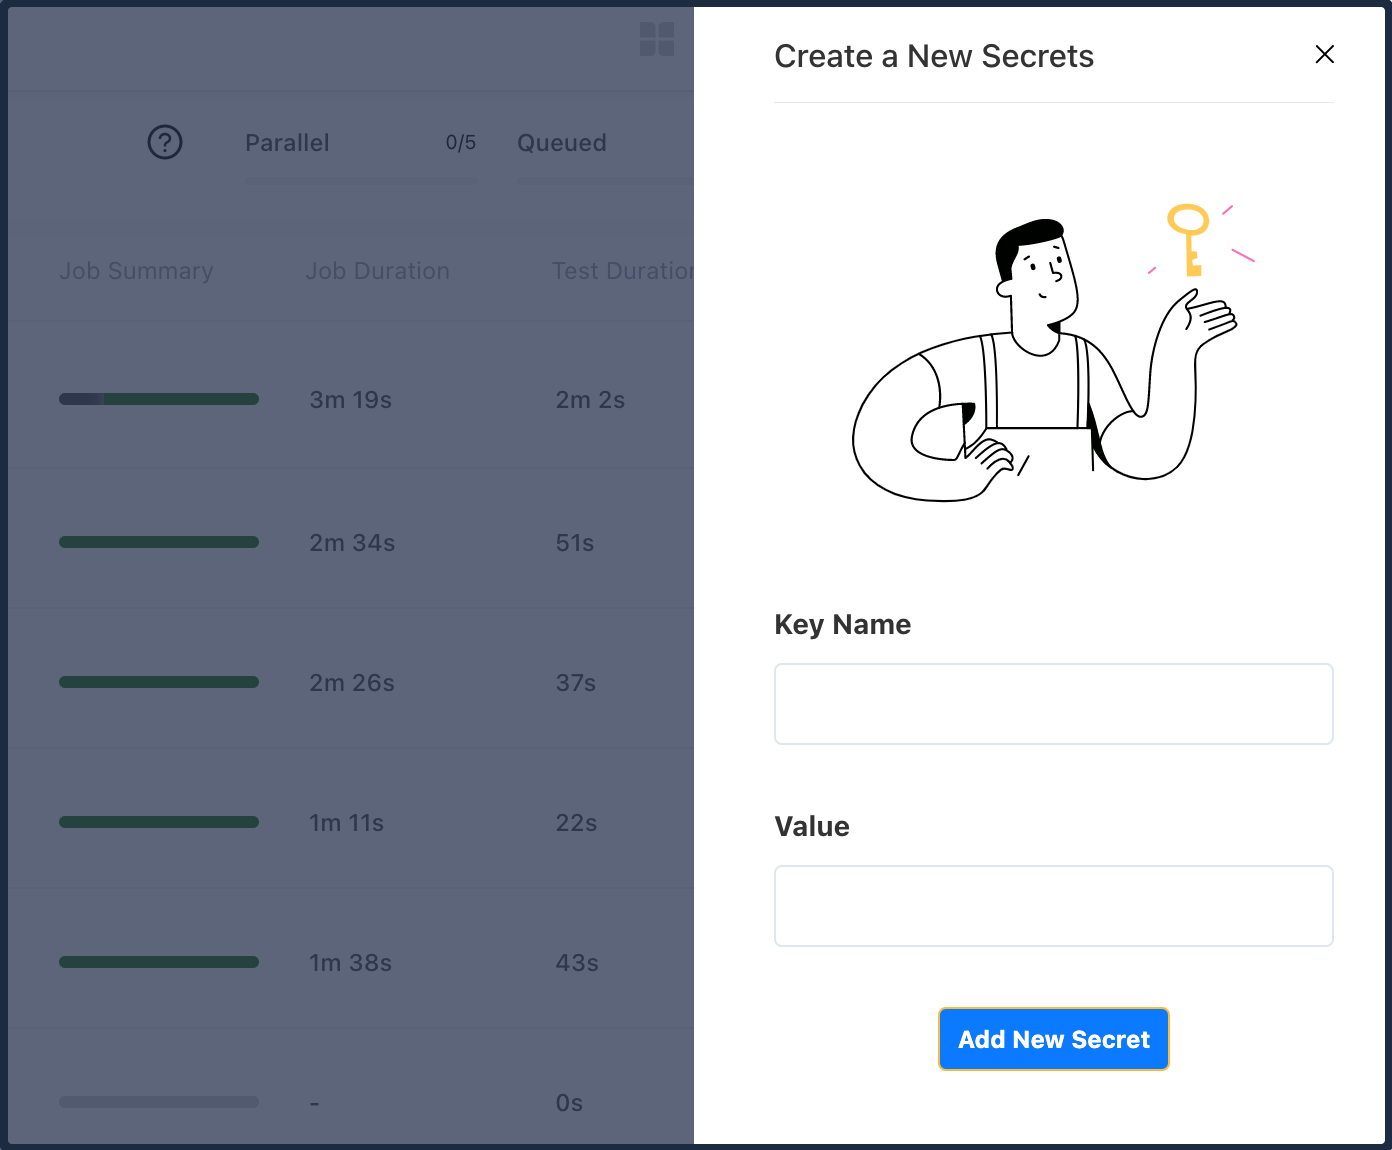 Create a New Secrets
? Parallel 0/5 Queued
Job Summary Job Duration Test Duration
3m 19s 2m 2s
2m 34s 51s
2m 26s 37s
1m 11s 22s
1m 38s 43s
- 0s
Key Name
Value
Add New Secret